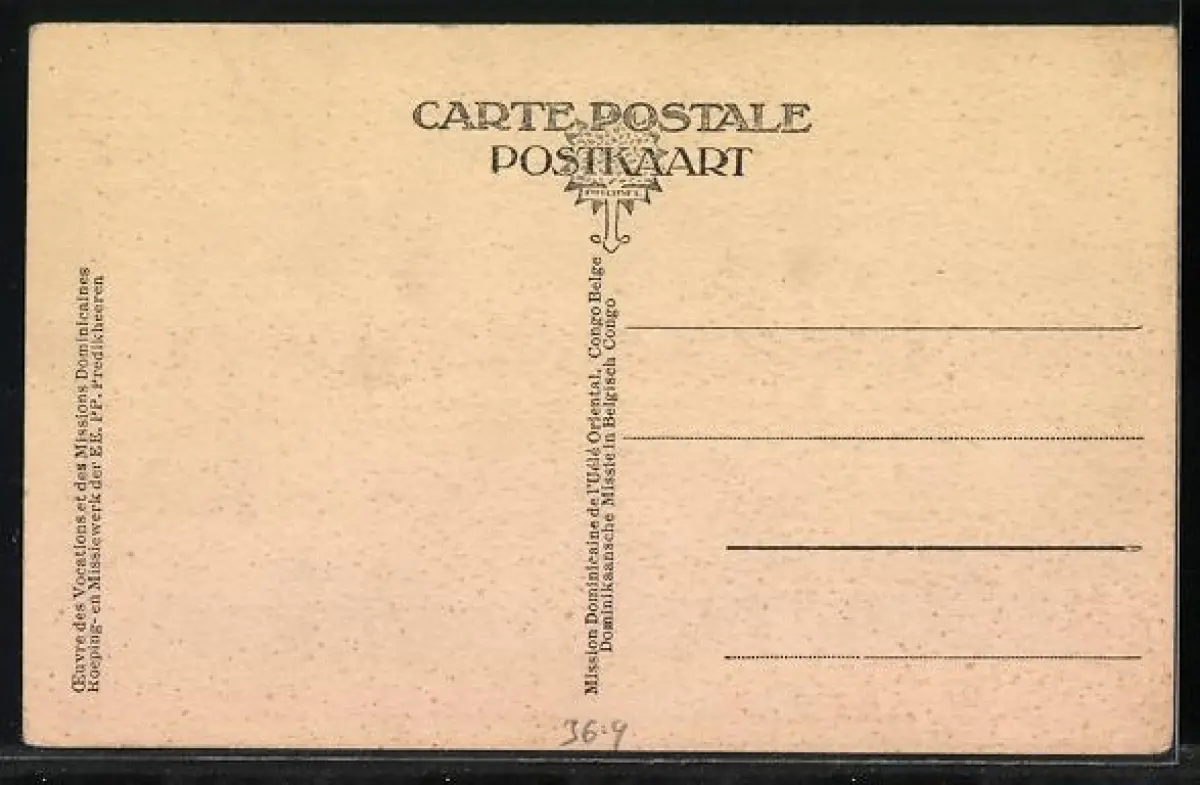 CARTE POSTALE
POSTKAART
Œuvre des Vocations et des Missions Dominicaines
Roeping- en Missiewerk der EE. PP. Predikheeren
Mission Dominicaine de l'Uélé Oriental, Congo Belge
Dominikaansche Missie in Belgisch Congo
36.9